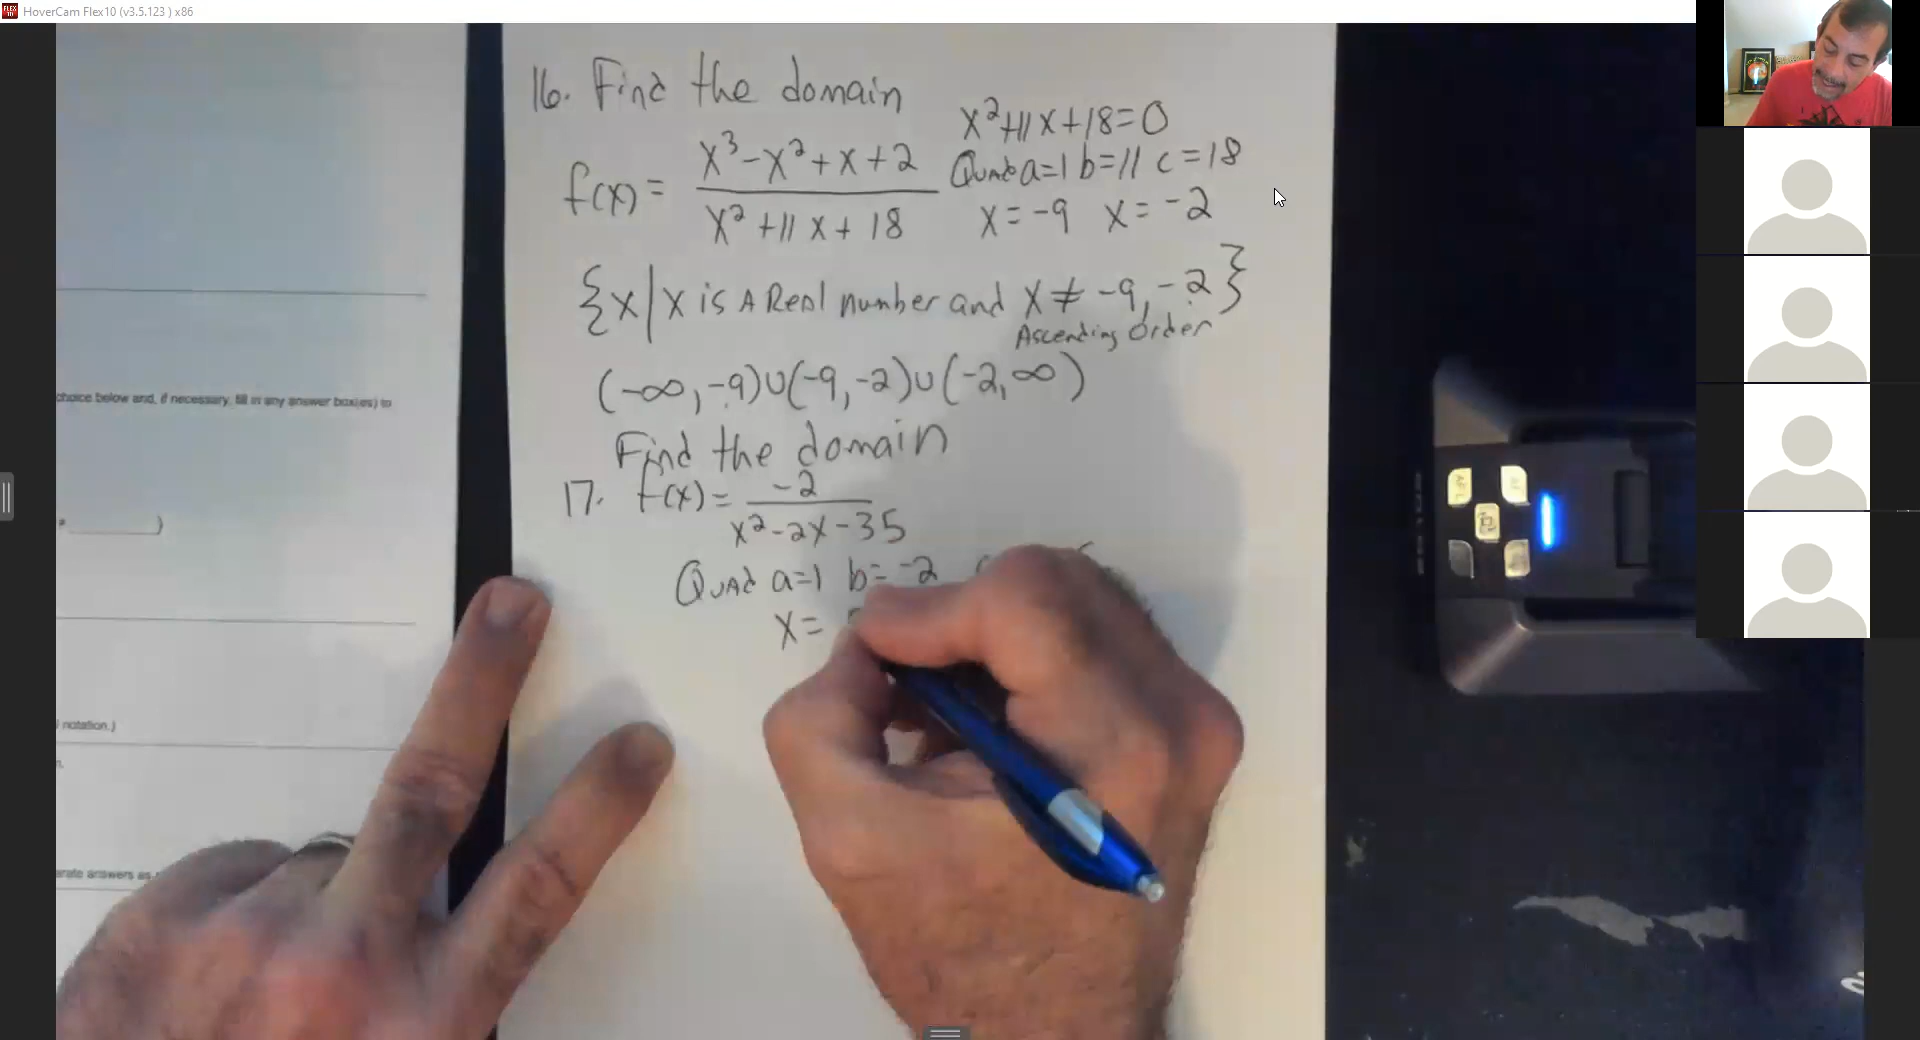 HoverCam Flex10 (v3.5.123 ) x86
16. Find the domain
x²+11x+18=0
f(x) = x³-x²+x+2 / x²+11x+18
Quad a=1 b=11 c=18
x=-9 x=-2
{x|x is A Real number and x≠-9,-2}
Ascending Order
(-∞,-9)∪(-9,-2)∪(-2,∞)
Find the domain
17. f(x)= -2 / x²-2x-35
Quad a=1 b=-2
x=
choice below and, if necessary, fill in any answer box(es) to
notation.)
answers as